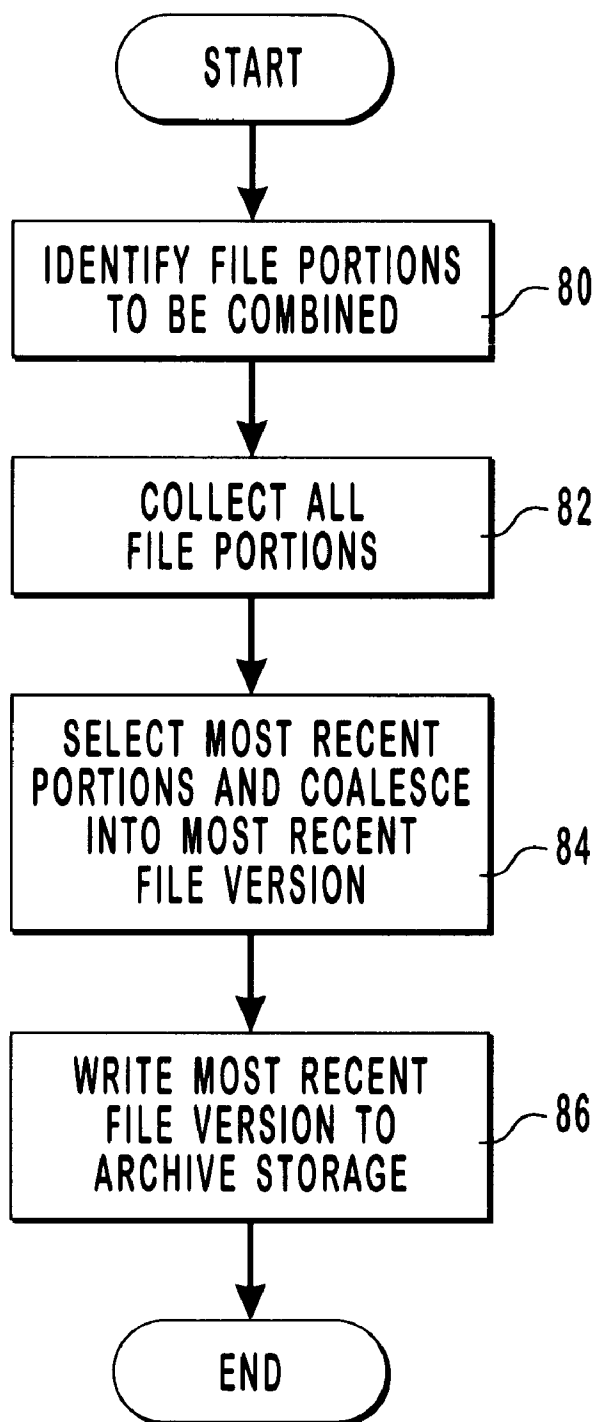 START
IDENTIFY FILE PORTIONS
TO BE COMBINED
80
COLLECT ALL
FILE PORTIONS
82
SELECT MOST RECENT
PORTIONS AND COALESCE
INTO MOST RECENT
FILE VERSION
84
WRITE MOST RECENT
FILE VERSION TO
ARCHIVE STORAGE
86
END